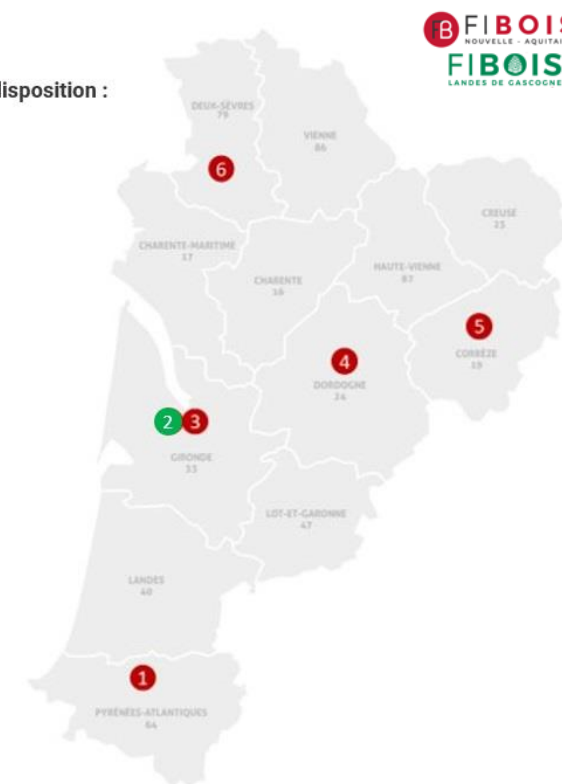 FIBOIS
NOUVELLE - AQUITAI
FIBOIS
LANDES DE GASCOGNE
disposition :
DEUX-SÈVRES
79
VIENNE
86
6
CREUSE
23
CHARENTE-MARITIME
17
HAUTE-VIENNE
87
CHARENTE
16
5
CORRÈZE
19
4
DORDOGNE
24
2
3
GIRONDE
33
LOT-ET-GARONNE
47
LANDES
40
1
PYRÉNÉES-ATLANTIQUES
64